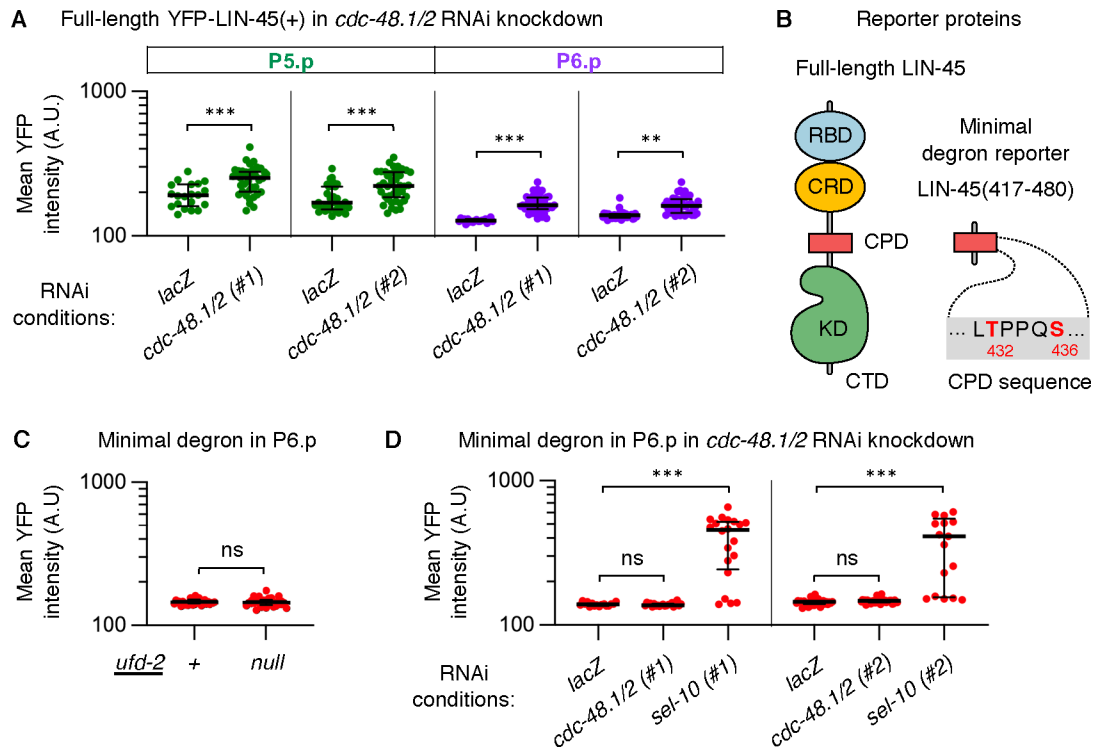 A
Full-length YFP-LIN-45(+) in cdc-48.1/2 RNAi knockdown
P5.p
P6.p
Mean YFP
intensity (A.U.)
1000
100
***
***
***
**
RNAi
conditions:
lacZ
cdc-48.1/2 (#1)
lacZ
cdc-48.1/2 (#2)
lacZ
cdc-48.1/2 (#1)
lacZ
cdc-48.1/2 (#2)
B
Reporter proteins
Full-length LIN-45
RBD
CRD
CPD
KD
CTD
Minimal
degron reporter
LIN-45(417-480)
... LTPPQS...
432 436
CPD sequence
C
Minimal degron in P6.p
Mean YFP
intensity (A.U)
1000
100
ns
ufd-2 + null
D
Minimal degron in P6.p in cdc-48.1/2 RNAi knockdown
Mean YFP
intensity (A.U)
1000
100
***
ns
***
ns
RNAi
conditions:
lacZ
cdc-48.1/2 (#1)
sel-10 (#1)
lacZ
cdc-48.1/2 (#2)
sel-10 (#2)